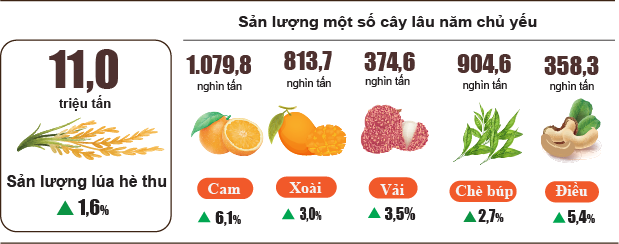 Sản lượng một số cây lâu năm chủ yếu
11,0
triệu tấn
Sản lượng lúa hè thu
▲ 1,6%
1.079,8
nghìn tấn
Cam
▲ 6,1%
813,7
nghìn tấn
Xoài
▲ 3,0%
374,6
nghìn tấn
Vải
▲ 3,5%
904,6
nghìn tấn
Chè búp
▲ 2,7%
358,3
nghìn tấn
Điều
▲ 5,4%